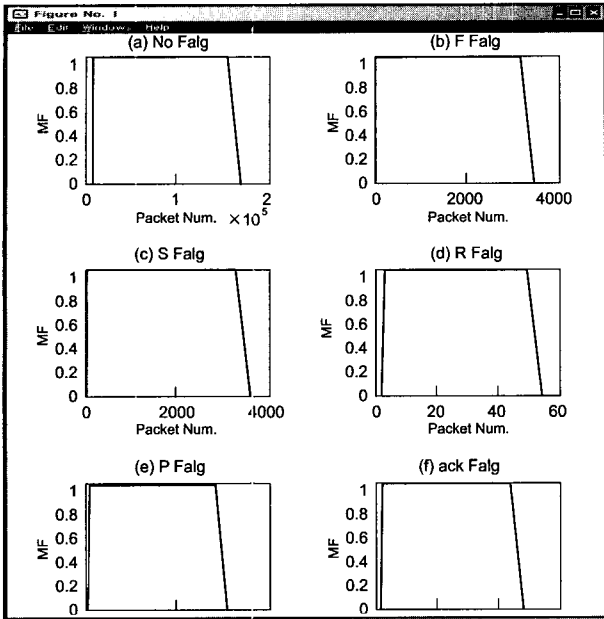 Figure No. 1
File Edit Windows Help
(a) No Falg
1
0.8
0.6
0.4
0.2
0
MF
0 1 2
Packet Num. ×10^5
(b) F Falg
1
0.8
0.6
0.4
0.2
0
MF
0 2000 4000
Packet Num.
(c) S Falg
1
0.8
0.6
0.4
0.2
0
MF
0 2000 4000
Packet Num.
(d) R Falg
1
0.8
0.6
0.4
0.2
0
MF
0 20 40 60
Packet Num.
(e) P Falg
1
0.8
0.6
0.4
0.2
0
MF
(f) ack Falg
1
0.8
0.6
0.4
0.2
0
MF